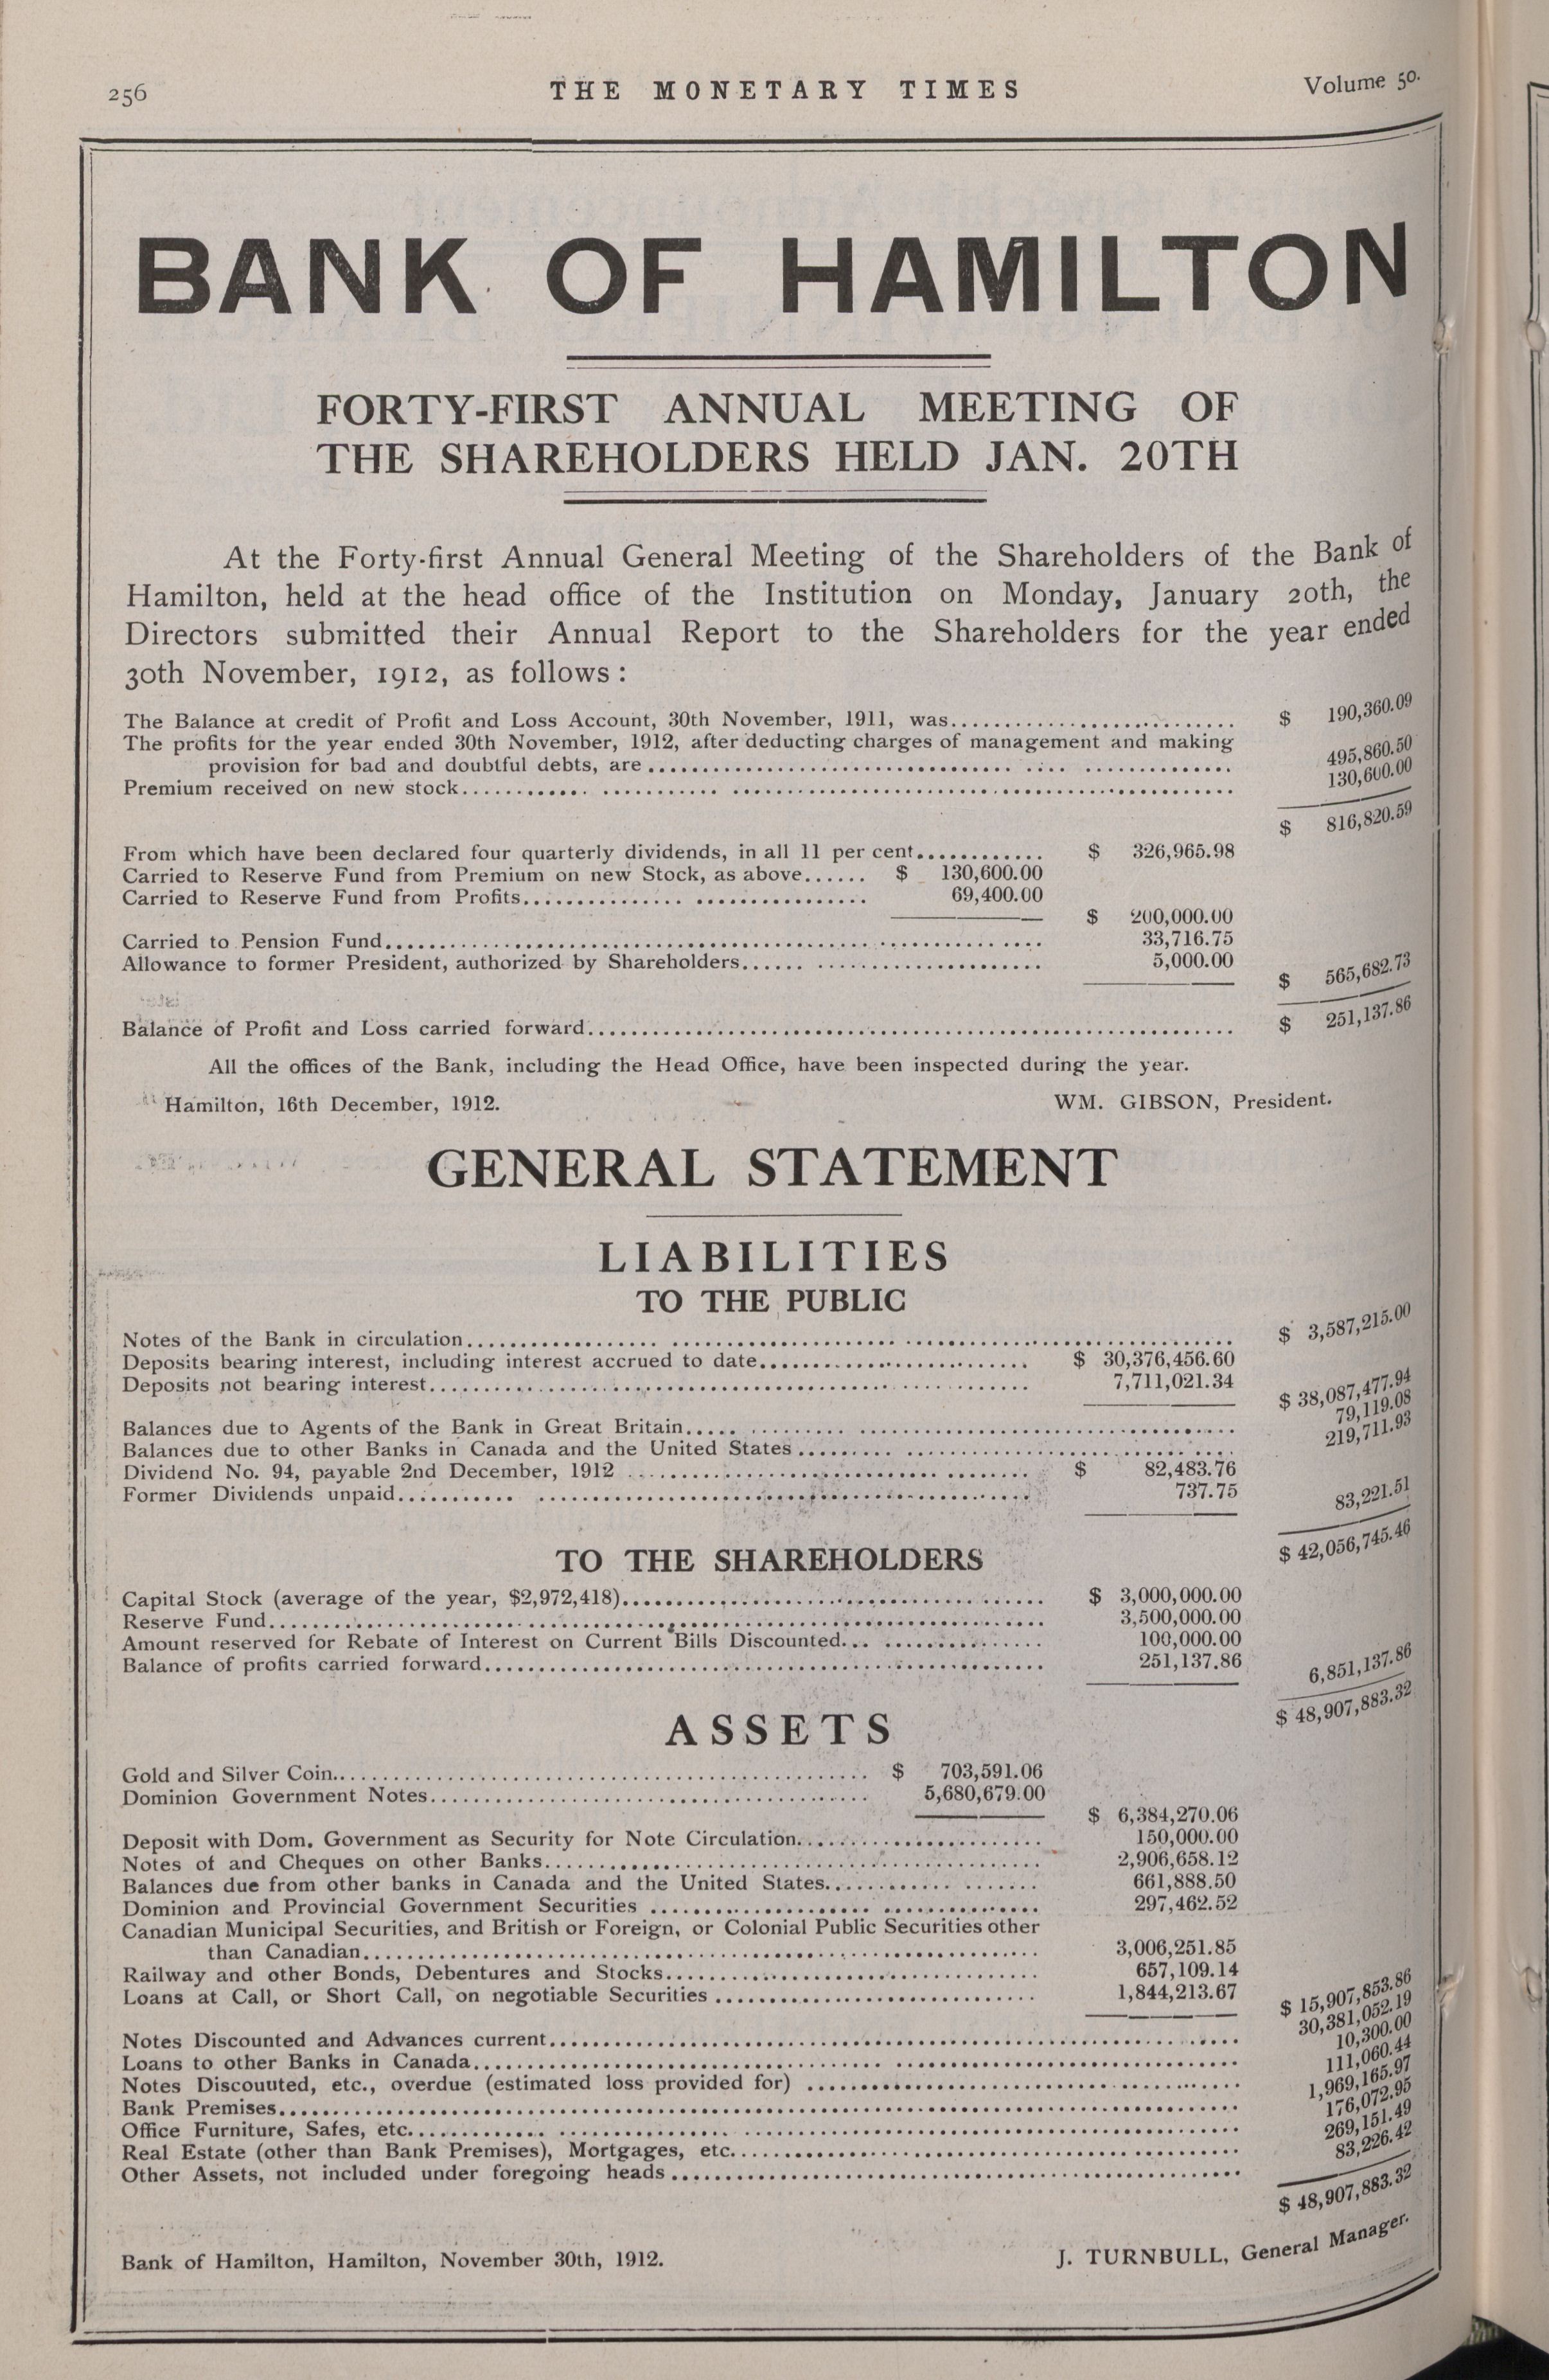 256 THE MONETARY TIMES Volume 50.
BANK OF HAMILTON
FORTY-FIRST ANNUAL MEETING OF
THE SHAREHOLDERS HELD JAN. 20TH
At the Forty-first Annual General Meeting of the Shareholders of the Bank of
Hamilton, held at the head office of the Institution on Monday, January 20th, the
Directors submitted their Annual Report to the Shareholders for the year ended
30th November, 1912, as follows:
The Balance at credit of Profit and Loss Account, 30th November, 1911, was $ 190,360.09
The profits for the year ended 30th November, 1912, after deducting charges of management and making
provision for bad and doubtful debts, are 495,860.50
Premium received on new stock 130,600.00
$ 816,820.59
From which have been declared four quarterly dividends, in all 11 per cent. $ 326,965.98
Carried to Reserve Fund from Premium on new Stock, as above $ 130,600.00
Carried to Reserve Fund from Profits 69,400.00
$ 200,000.00
Carried to Pension Fund 33,716.75
Allowance to former President, authorized by Shareholders 5,000.00
$ 565,682.73
Balance of Profit and Loss carried forward $ 251,137.86
All the offices of the Bank, including the Head Office, have been inspected during the year.
Hamilton, 16th December, 1912. WM. GIBSON, President.
GENERAL STATEMENT
LIABILITIES
TO THE PUBLIC
Notes of the Bank in circulation $ 3,587,215.00
Deposits bearing interest, including interest accrued to date $ 30,376,456.60
Deposits not bearing interest 7,711,021.34
$ 38,087,477.94
Balances due to Agents of the Bank in Great Britain 79,119.08
Balances due to other Banks in Canada and the United States 219,711.93
Dividend No. 94, payable 2nd December, 1912 $ 82,483.76
Former Dividends unpaid 737.75
83,221.51
$ 42,056,745.46
TO THE SHAREHOLDERS
Capital Stock (average of the year, $2,972,418) $ 3,000,000.00
Reserve Fund 3,500,000.00
Amount reserved for Rebate of Interest on Current Bills Discounted 100,000.00
Balance of profits carried forward 251,137.86
6,851,137.86
$ 48,907,883.32
ASSETS
Gold and Silver Coin $ 703,591.06
Dominion Government Notes 5,680,679.00
$ 6,384,270.06
Deposit with Dom. Government as Security for Note Circulation 150,000.00
Notes of and Cheques on other Banks 2,906,658.12
Balances due from other banks in Canada and the United States 661,888.50
Dominion and Provincial Government Securities 297,462.52
Canadian Municipal Securities, and British or Foreign, or Colonial Public Securities other
than Canadian 3,006,251.85
Railway and other Bonds, Debentures and Stocks 657,109.14
Loans at Call, or Short Call, on negotiable Securities 1,844,213.67
$ 15,907,853.86
Notes Discounted and Advances current 30,381,052.19
Loans to other Banks in Canada 10,300.00
Notes Discouuted, etc., overdue (estimated loss provided for) 111,060.44
Bank Premises 1,969,165.97
Office Furniture, Safes, etc. 176,072.95
Real Estate (other than Bank Premises), Mortgages, etc. 269,151.49
Other Assets, not included under foregoing heads 83,226.42
$ 48,907,883.32
Bank of Hamilton, Hamilton, November 30th, 1912. J. TURNBULL, General Manager.